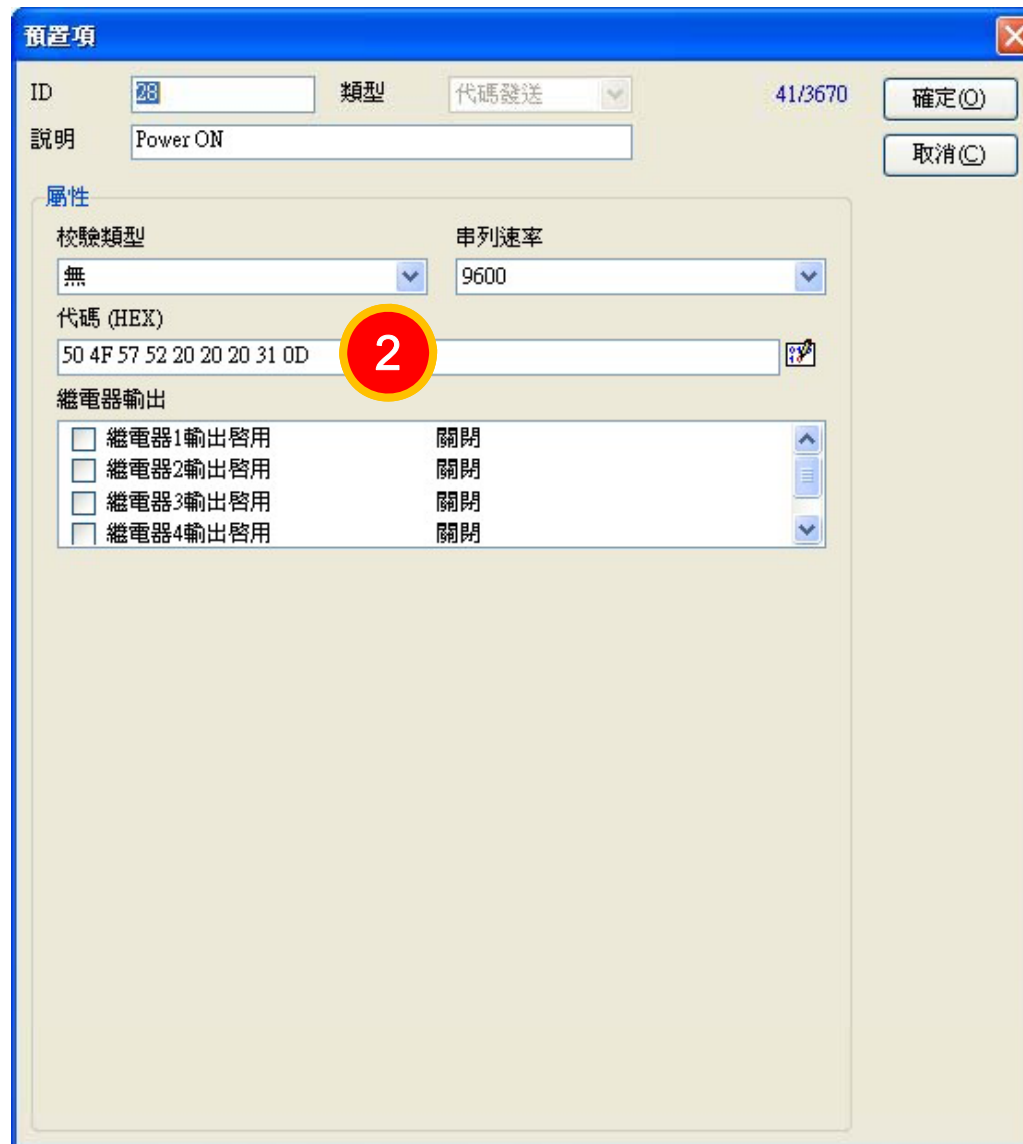 預置項
ID 28 類型 代碼發送 41/3670 確定(O)
說明 Power ON 取消(C)
屬性
校驗類型 串列速率
無 9600
代碼 (HEX)
50 4F 57 52 20 20 20 31 0D 2
繼電器輸出
繼電器1輸出啓用 關閉
繼電器2輸出啓用 關閉
繼電器3輸出啓用 關閉
繼電器4輸出啓用 關閉